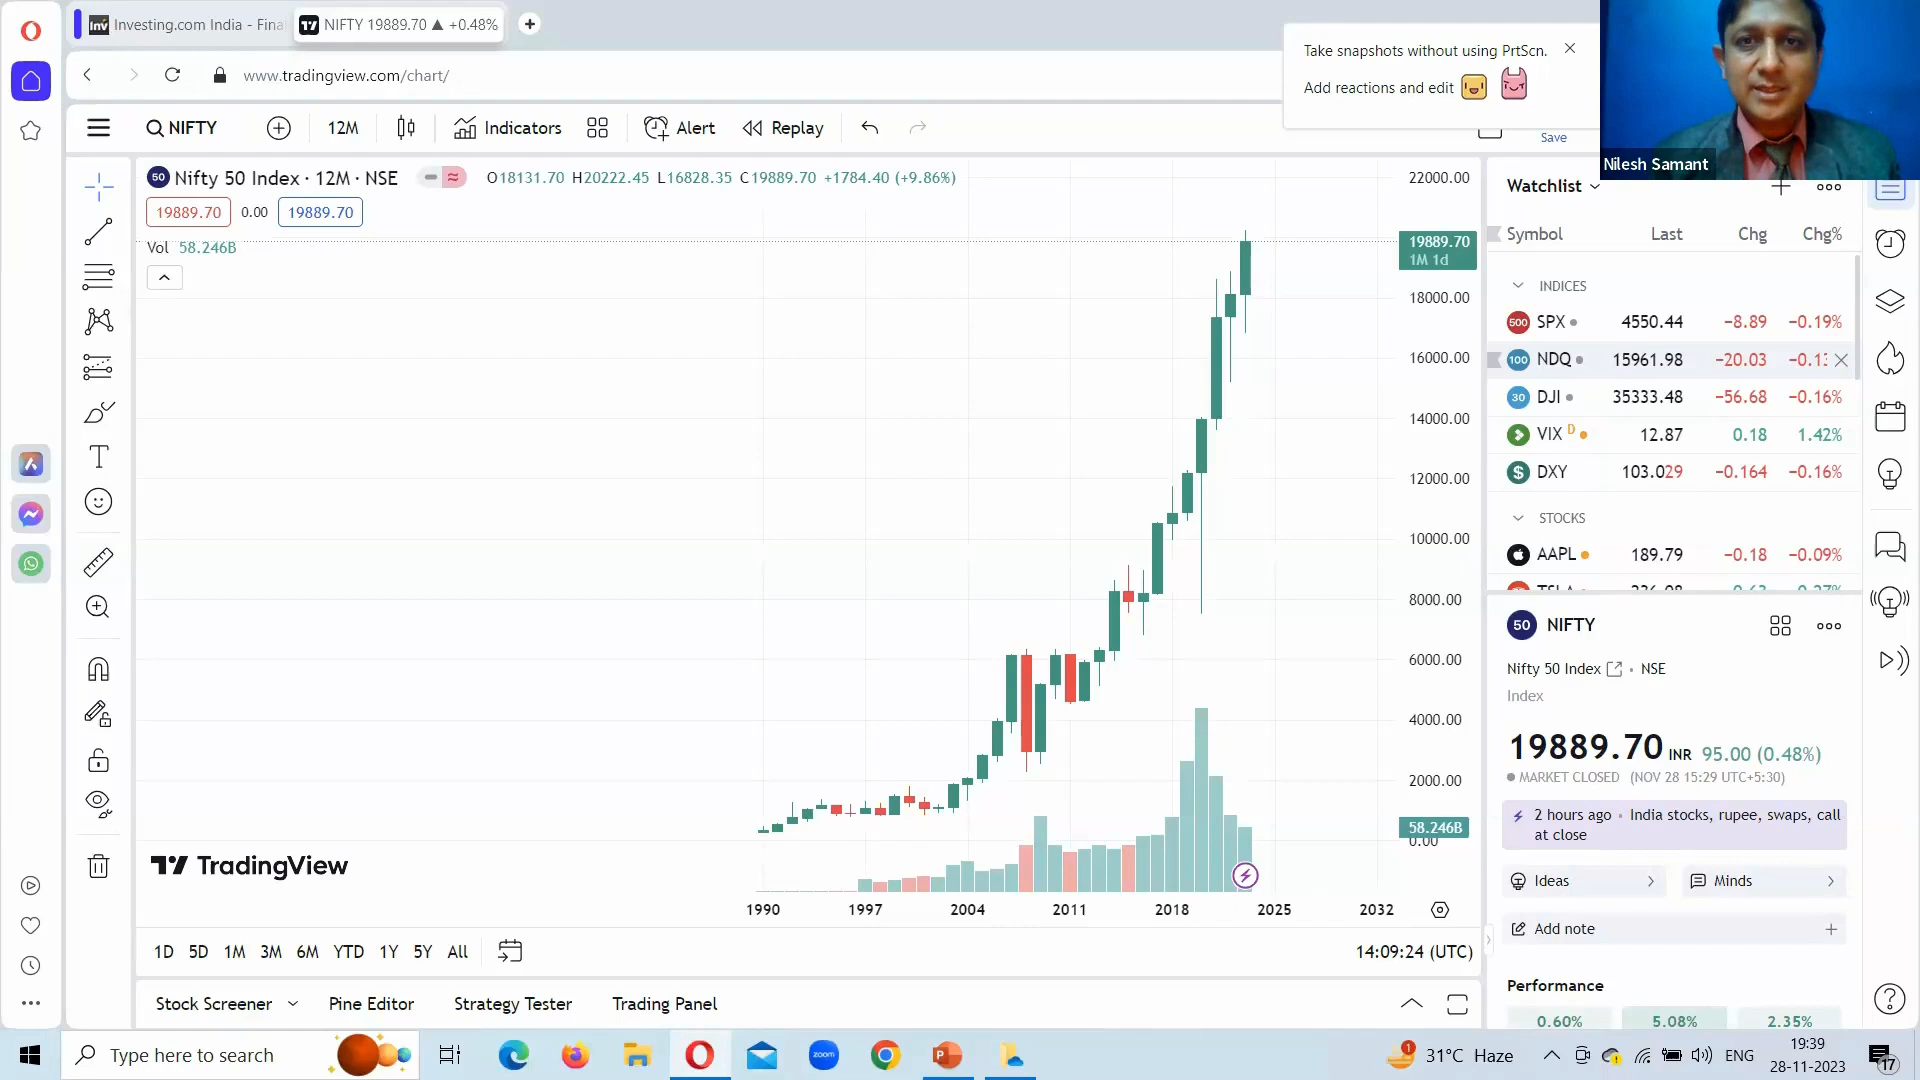 Investing.com India - Fina
NIFTY 19889.70 ▲ +0.48%
www.tradingview.com/chart/
Take snapshots without using PrtScn.
Add reactions and edit
Nilesh Samant
NIFTY
12M
Indicators
Alert
Replay
Save
50 Nifty 50 Index · 12M · NSE
O18131.70 H20222.45 L16828.35 C19889.70 +1784.40 (+9.86%)
19889.70 0.00 19889.70
Vol 58.246B
22000.00
19889.70
1M 1d
18000.00
16000.00
14000.00
12000.00
10000.00
8000.00
6000.00
4000.00
2000.00
58.246B
0.00
TradingView
1990 1997 2004 2011 2018 2025 2032
1D 5D 1M 3M 6M YTD 1Y 5Y All
14:09:24 (UTC)
Stock Screener
Pine Editor
Strategy Tester
Trading Panel
Watchlist
Symbol Last Chg Chg%
INDICES
500 SPX 4550.44 −8.89 −0.19%
100 NDQ 15961.98 −20.03
30 DJI 35333.48 −56.68 −0.16%
VIX D 12.87 0.18 1.42%
DXY 103.029 −0.164 −0.16%
STOCKS
AAPL 189.79 −0.18 −0.09%
50 NIFTY
Nifty 50 Index · NSE
Index
19889.70 INR 95.00 (0.48%)
MARKET CLOSED (NOV 28 15:29 UTC+5:30)
2 hours ago · India stocks, rupee, swaps, call
at close
Ideas
Minds
Add note
Performance
0.60% 5.08% 2.35%
Type here to search
zoom
1
31°C Haze
ENG
19:39
28-11-2023
17